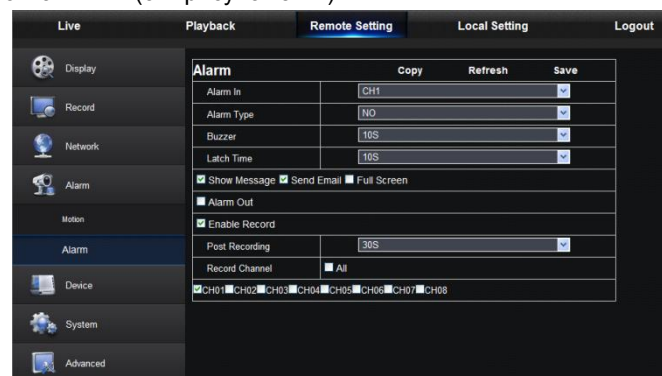 Live Playback Remote Setting Local Setting Logout
Display
Record
Network
Alarm
Motion
Alarm
Device
System
Advanced
Alarm Copy Refresh Save
Alarm In CH1
Alarm Type NO
Buzzer 10S
Latch Time 10S
Show Message Send Email Full Screen
Alarm Out
Enable Record
Post Recording 30S
Record Channel All
CH01 CH02 CH03 CH04 CH05 CH06 CH07 CH08